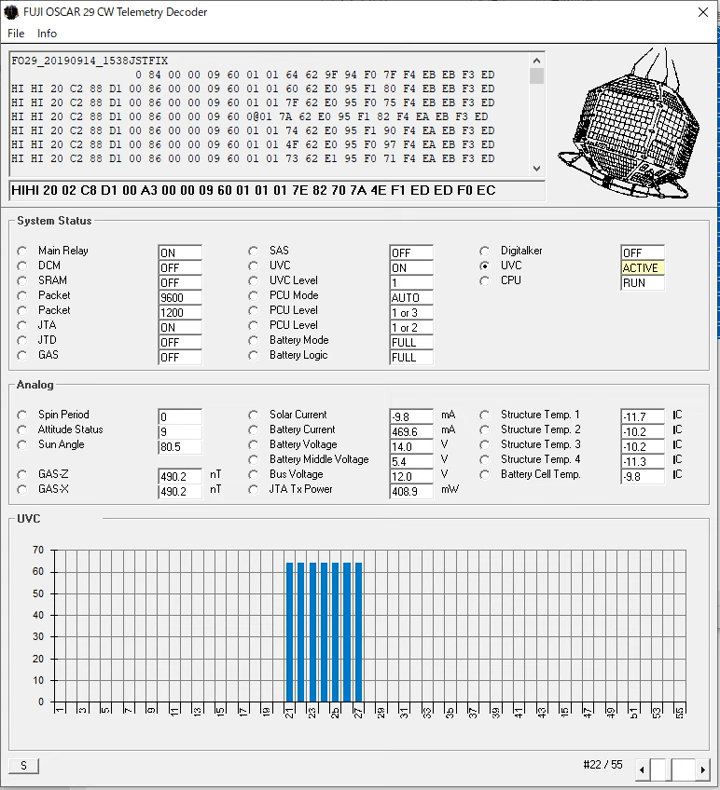 FUJI OSCAR 29 CW Telemetry Decoder
File Info
FO29_20190914_1538JSTFIX
0 84 00 00 09 60 01 01 64 62 9F 94 F0 7F F4 EB EB F3 ED
HI HI 20 C2 88 D1 00 86 00 00 09 60 01 01 60 62 E0 95 F1 80 F4 EB EB F3 ED
HI HI 20 C2 88 D1 00 86 00 00 09 60 01 01 7F 62 E0 95 F0 75 F4 EB EB F3 ED
HI HI 20 C2 88 D1 00 86 00 00 09 60 0@01 7A 62 E0 95 F1 82 F4 EA EB F3 ED
HI HI 20 C2 88 D1 00 86 00 00 09 60 01 01 74 62 E0 95 F1 90 F4 EA EB F3 ED
HI HI 20 C2 88 D1 00 86 00 00 09 60 01 01 4F 62 E0 95 F0 97 F4 EA EB F3 ED
HI HI 20 C2 88 D1 00 86 00 00 09 60 01 01 73 62 E1 95 F0 71 F4 EA EB F3 ED
HIHI 20 02 C8 D1 00 A3 00 00 09 60 01 01 01 7E 82 70 7A 4E F1 ED ED F0 EC
System Status
Main Relay ON SAS OFF Digitalker OFF
DCM OFF UVC ON UVC ACTIVE
SRAM OFF UVC Level 1 CPU RUN
Packet 9600 PCU Mode AUTO
Packet 1200 PCU Level 1 or 3
JTA ON PCU Level 1 or 2
JTD OFF Battery Mode FULL
GAS OFF Battery Logic FULL
Analog
Spin Period 0 Solar Current -9.8 mA Structure Temp. 1 -11.7 ｷC
Attitude Status 9 Battery Current 469.6 mA Structure Temp. 2 -10.2 ｷC
Sun Angle 80.5 Battery Voltage 14.0 V Structure Temp. 3 -10.2 ｷC
Battery Middle Voltage 5.4 V Structure Temp. 4 -11.3 ｷC
GAS-Z 490.2 nT Bus Voltage 12.0 V Battery Cell Temp. -9.8 ｷC
GAS-X 490.2 nT JTA Tx Power 408.9 mW
UVC
70
60
50
40
30
20
10
0
1 3 5 7 9 11 13 15 17 19 21 23 25 27 29 31 33 35 37 39 41 43 45 47 49 51 53 55
S #22 / 55